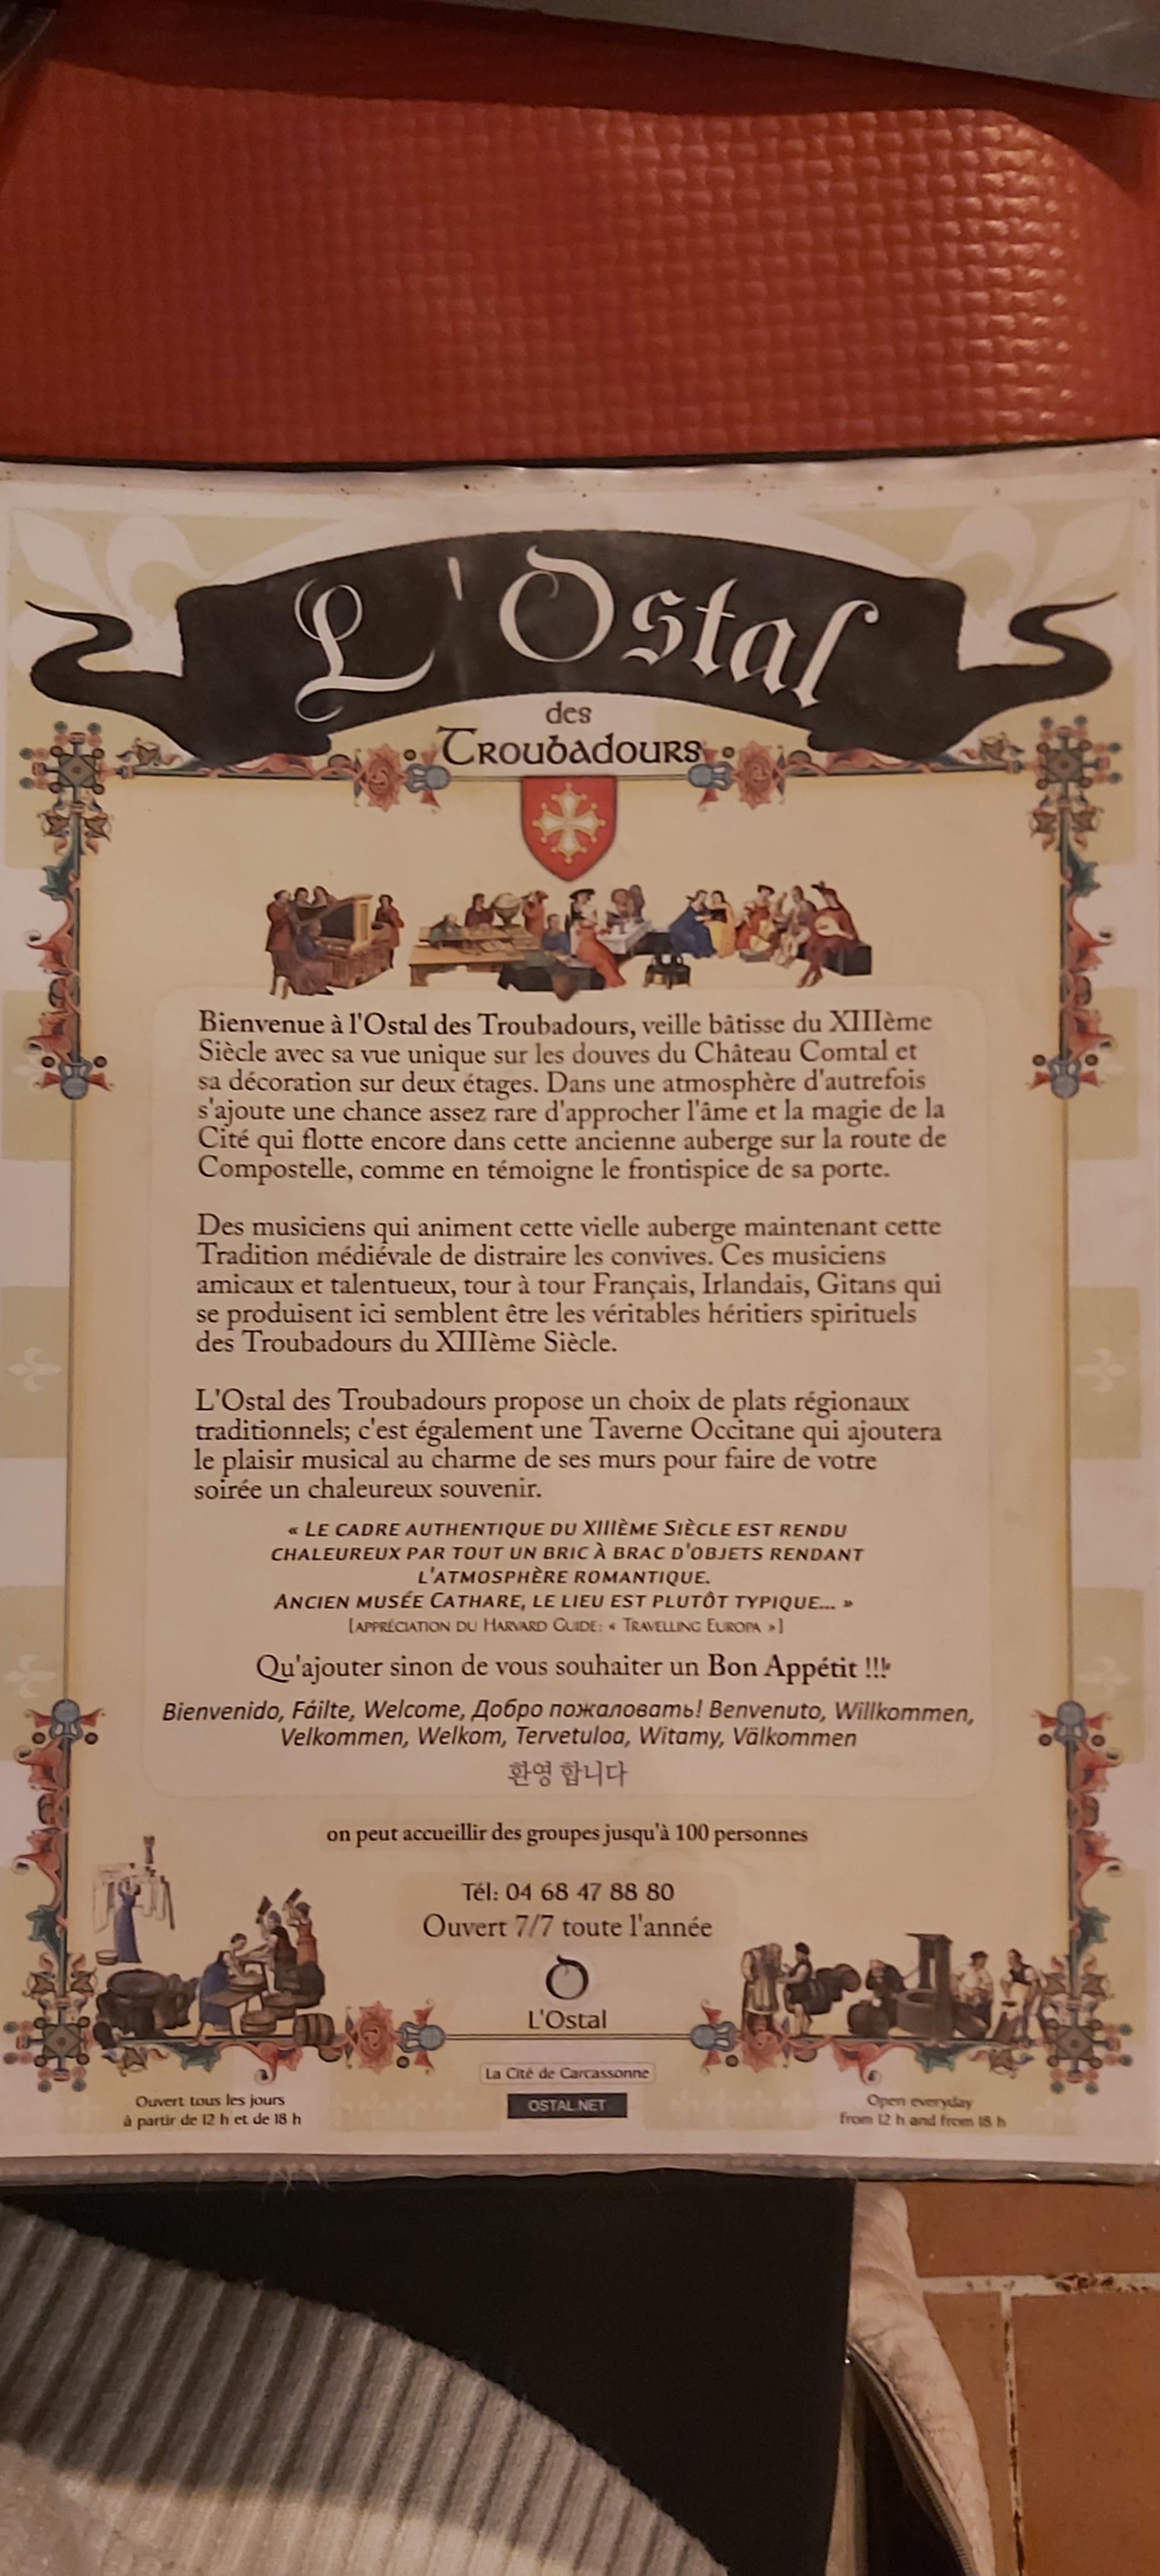 L'Ostal
des
Troubadours
Bienvenue à l'Ostal des Troubadours, veille bâtisse du XIIIème
Siècle avec sa vue unique sur les douves du Château Comtal et
sa décoration sur deux étages. Dans une atmosphère d'autrefois
s'ajoute une chance assez rare d'approcher l'âme et la magie de la
Cité qui flotte encore dans cette ancienne auberge sur la route de
Compostelle, comme en témoigne le frontispice de sa porte.
Des musiciens qui animent cette vielle auberge maintenant cette
Tradition médiévale de distraire les convives. Ces musiciens
amicaux et talentueux, tour à tour Français, Irlandais, Gitans qui
se produisent ici semblent être les véritables héritiers spirituels
des Troubadours du XIIIème Siècle.
L'Ostal des Troubadours propose un choix de plats régionaux
traditionnels; c'est également une Taverne Occitane qui ajoutera
le plaisir musical au charme de ses murs pour faire de votre
soirée un chaleureux souvenir.
« LE CADRE AUTHENTIQUE DU XIIIÈME SIÈCLE EST RENDU
CHALEUREUX PAR TOUT UN BRIC À BRAC D'OBJETS RENDANT
L'ATMOSPHÈRE ROMANTIQUE.
ANCIEN MUSÉE CATHARE, LE LIEU EST PLUTÔT TYPIQUE... »
[APPRÉCIATION DU HARVARD GUIDE: « TRAVELLING EUROPA »]
Qu'ajouter sinon de vous souhaiter un Bon Appétit !!!
Bienvenido, Fáilte, Welcome, Добро пожаловать! Benvenuto, Willkommen,
Velkommen, Welkom, Tervetuloa, Witamy, Välkommen
환영 합니다
on peut accueillir des groupes jusqu'à 100 personnes
Tél: 04 68 47 88 80
Ouvert 7/7 toute l'année
O
L'Ostal
La Cité de Carcassonne
OSTAL.NET
Ouvert tous les jours
à partir de 12 h et de 18 h
Open everyday
from 12 h and from 18 h